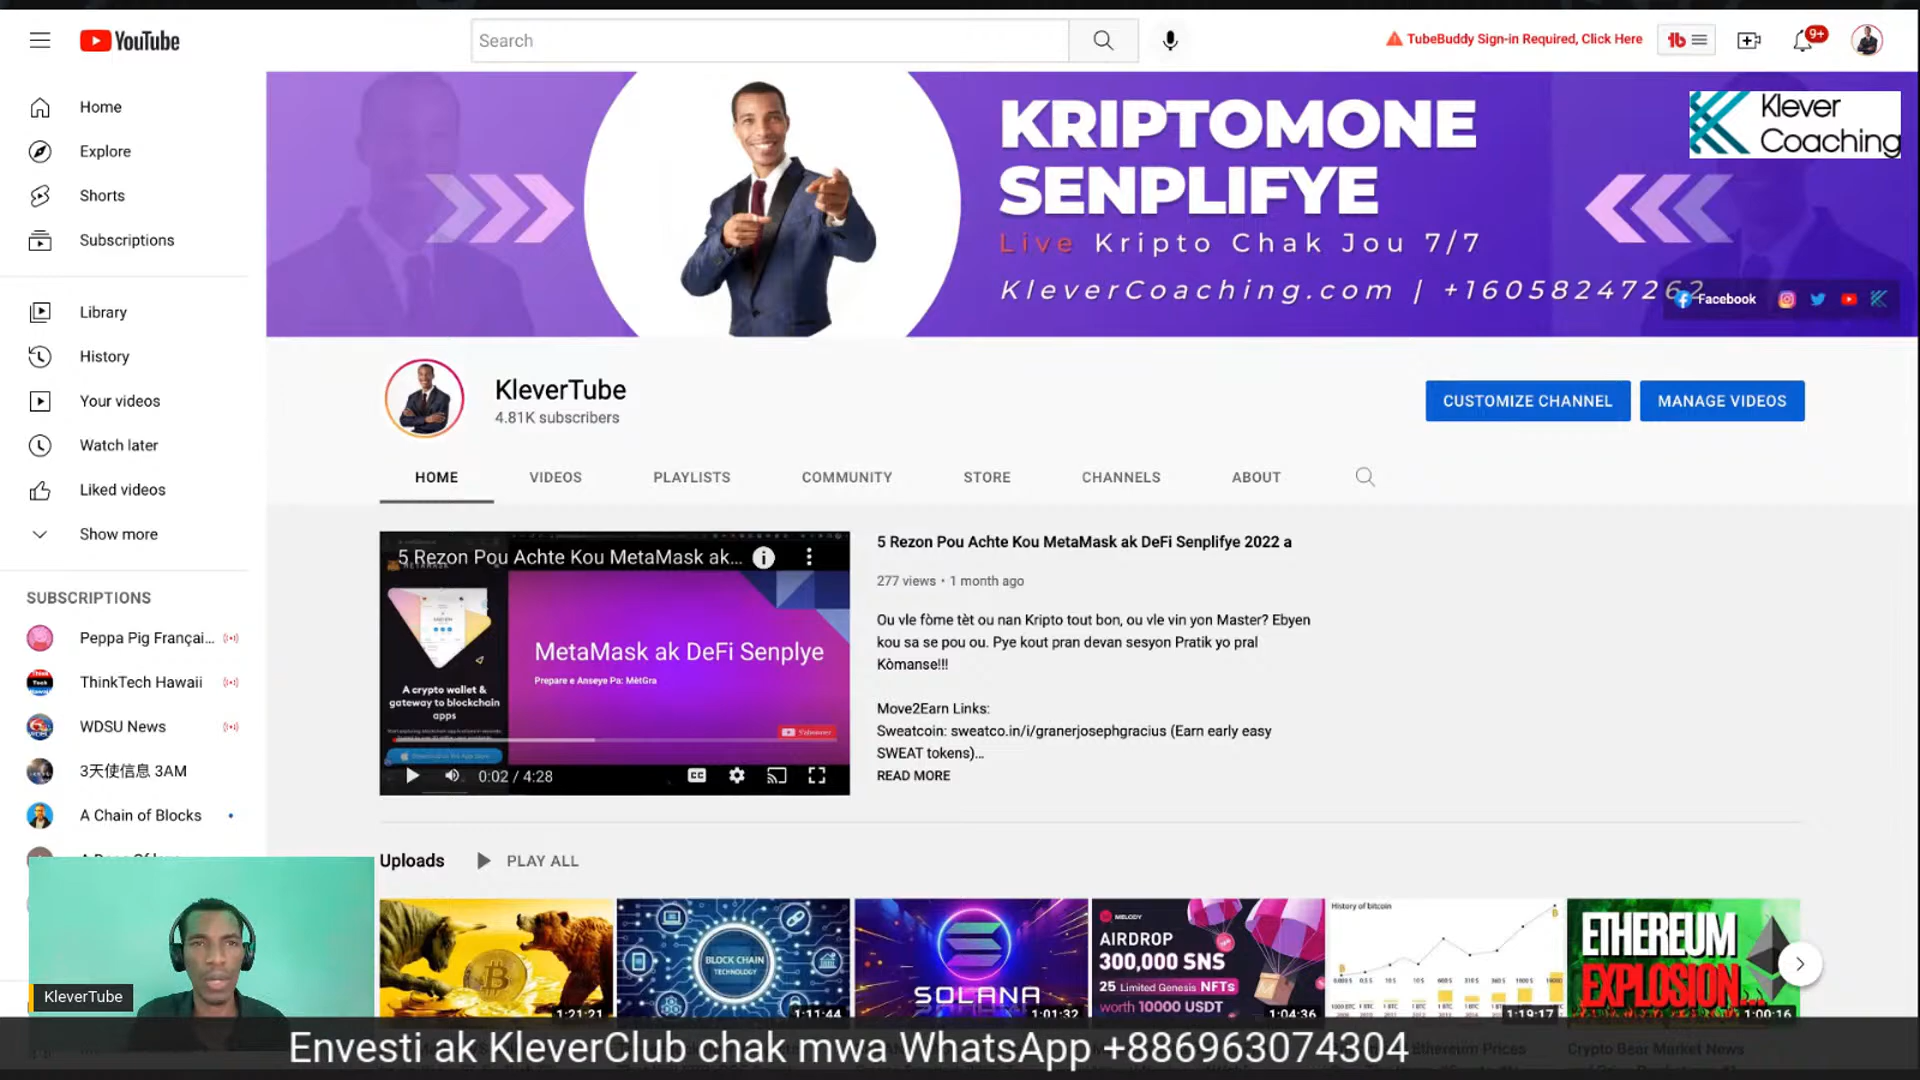 YouTube
Search
TubeBuddy Sign-in Required, Click Here
9+
Home
Explore
Shorts
Subscriptions
Library
History
Your videos
Watch later
Liked videos
Show more
SUBSCRIPTIONS
Peppa Pig Françai...
ThinkTech Hawaii
WDSU News
3天使信息 3AM
A Chain of Blocks
KRIPTOMONE
SENPLIFYE
Live Kripto Chak Jou 7/7
KleverCoaching.com | +16058247262
Klever
Coaching
Facebook
KleverTube
4.81K subscribers
CUSTOMIZE CHANNEL
MANAGE VIDEOS
HOME
VIDEOS
PLAYLISTS
COMMUNITY
STORE
CHANNELS
ABOUT
5 Rezon Pou Achte Kou MetaMask ak...
METAMASK
A crypto wallet &
gateway to blockchain
apps
MetaMask ak DeFi Senplye
Prepare e Anseye Pa: MètGra
Subscribe
0:02 / 4:28
5 Rezon Pou Achte Kou MetaMask ak DeFi Senplifye 2022 a
277 views • 1 month ago
Ou vle fòme tèt ou nan Kripto tout bon, ou vle vin yon Master? Ebyen
kou sa se pou ou. Pye kout pran devan sesyon Pratik yo pral
Kòmanse!!!
Move2Earn Links:
Sweatcoin: sweatco.in/i/granerjosephgracius (Earn early easy
SWEAT tokens)...
READ MORE
Uploads
PLAY ALL
1:21:21
BLOCK CHAIN
TECHNOLOGY
1:11:44
SOLANA
1:01:32
MELODY
AIRDROP
300,000 SNS
25 Limited Genesis NFTs
worth 10000 USDT
1:04:36
History of bitcoin
1:19:17
ETHEREUM
EXPLOSION...
1:00:16
KleverTube
Ethereum Prices
Crypto Bear Market News
Envesti ak KleverClub chak mwa WhatsApp +886963074304